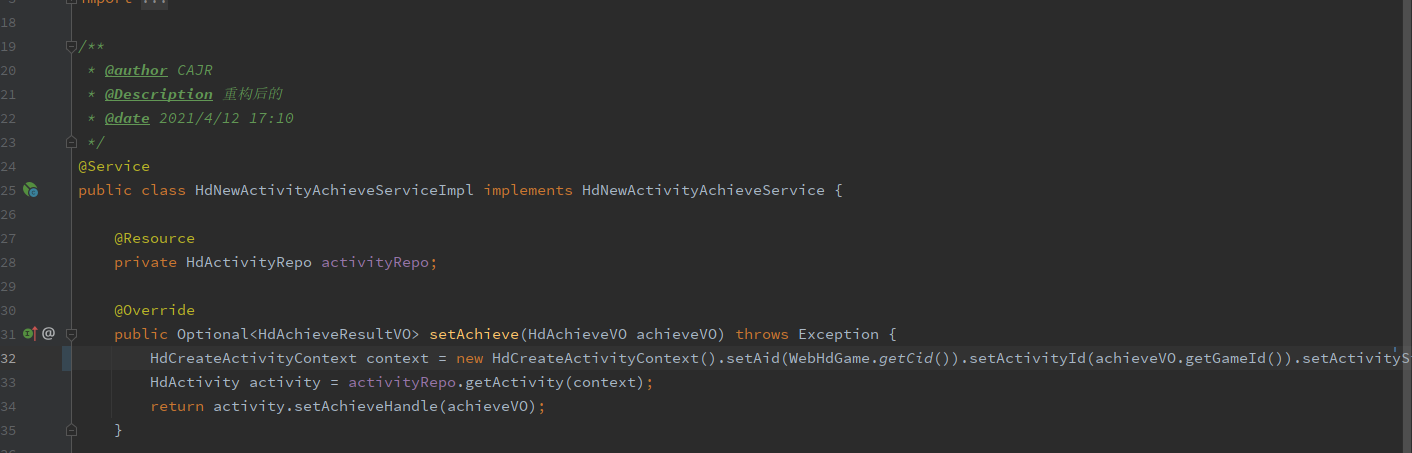 import ...
18
19 /**
20 * @author CAJR
21 * @Description 重构后的
22 * @date 2021/4/12 17:10
23 */
24 @Service
25 public class HdNewActivityAchieveServiceImpl implements HdNewActivityAchieveService {
26
27 @Resource
28 private HdActivityRepo activityRepo;
29
30 @Override
31 @ public Optional<HdAchieveResultVO> setAchieve(HdAchieveVO achieveVO) throws Exception {
32 HdCreateActivityContext context = new HdCreateActivityContext().setAid(WebHdGame.getCid()).setActivityId(achieveVO.getGameId()).setActivityS
33 HdActivity activity = activityRepo.getActivity(context);
34 return activity.setAchieveHandle(achieveVO);
35 }